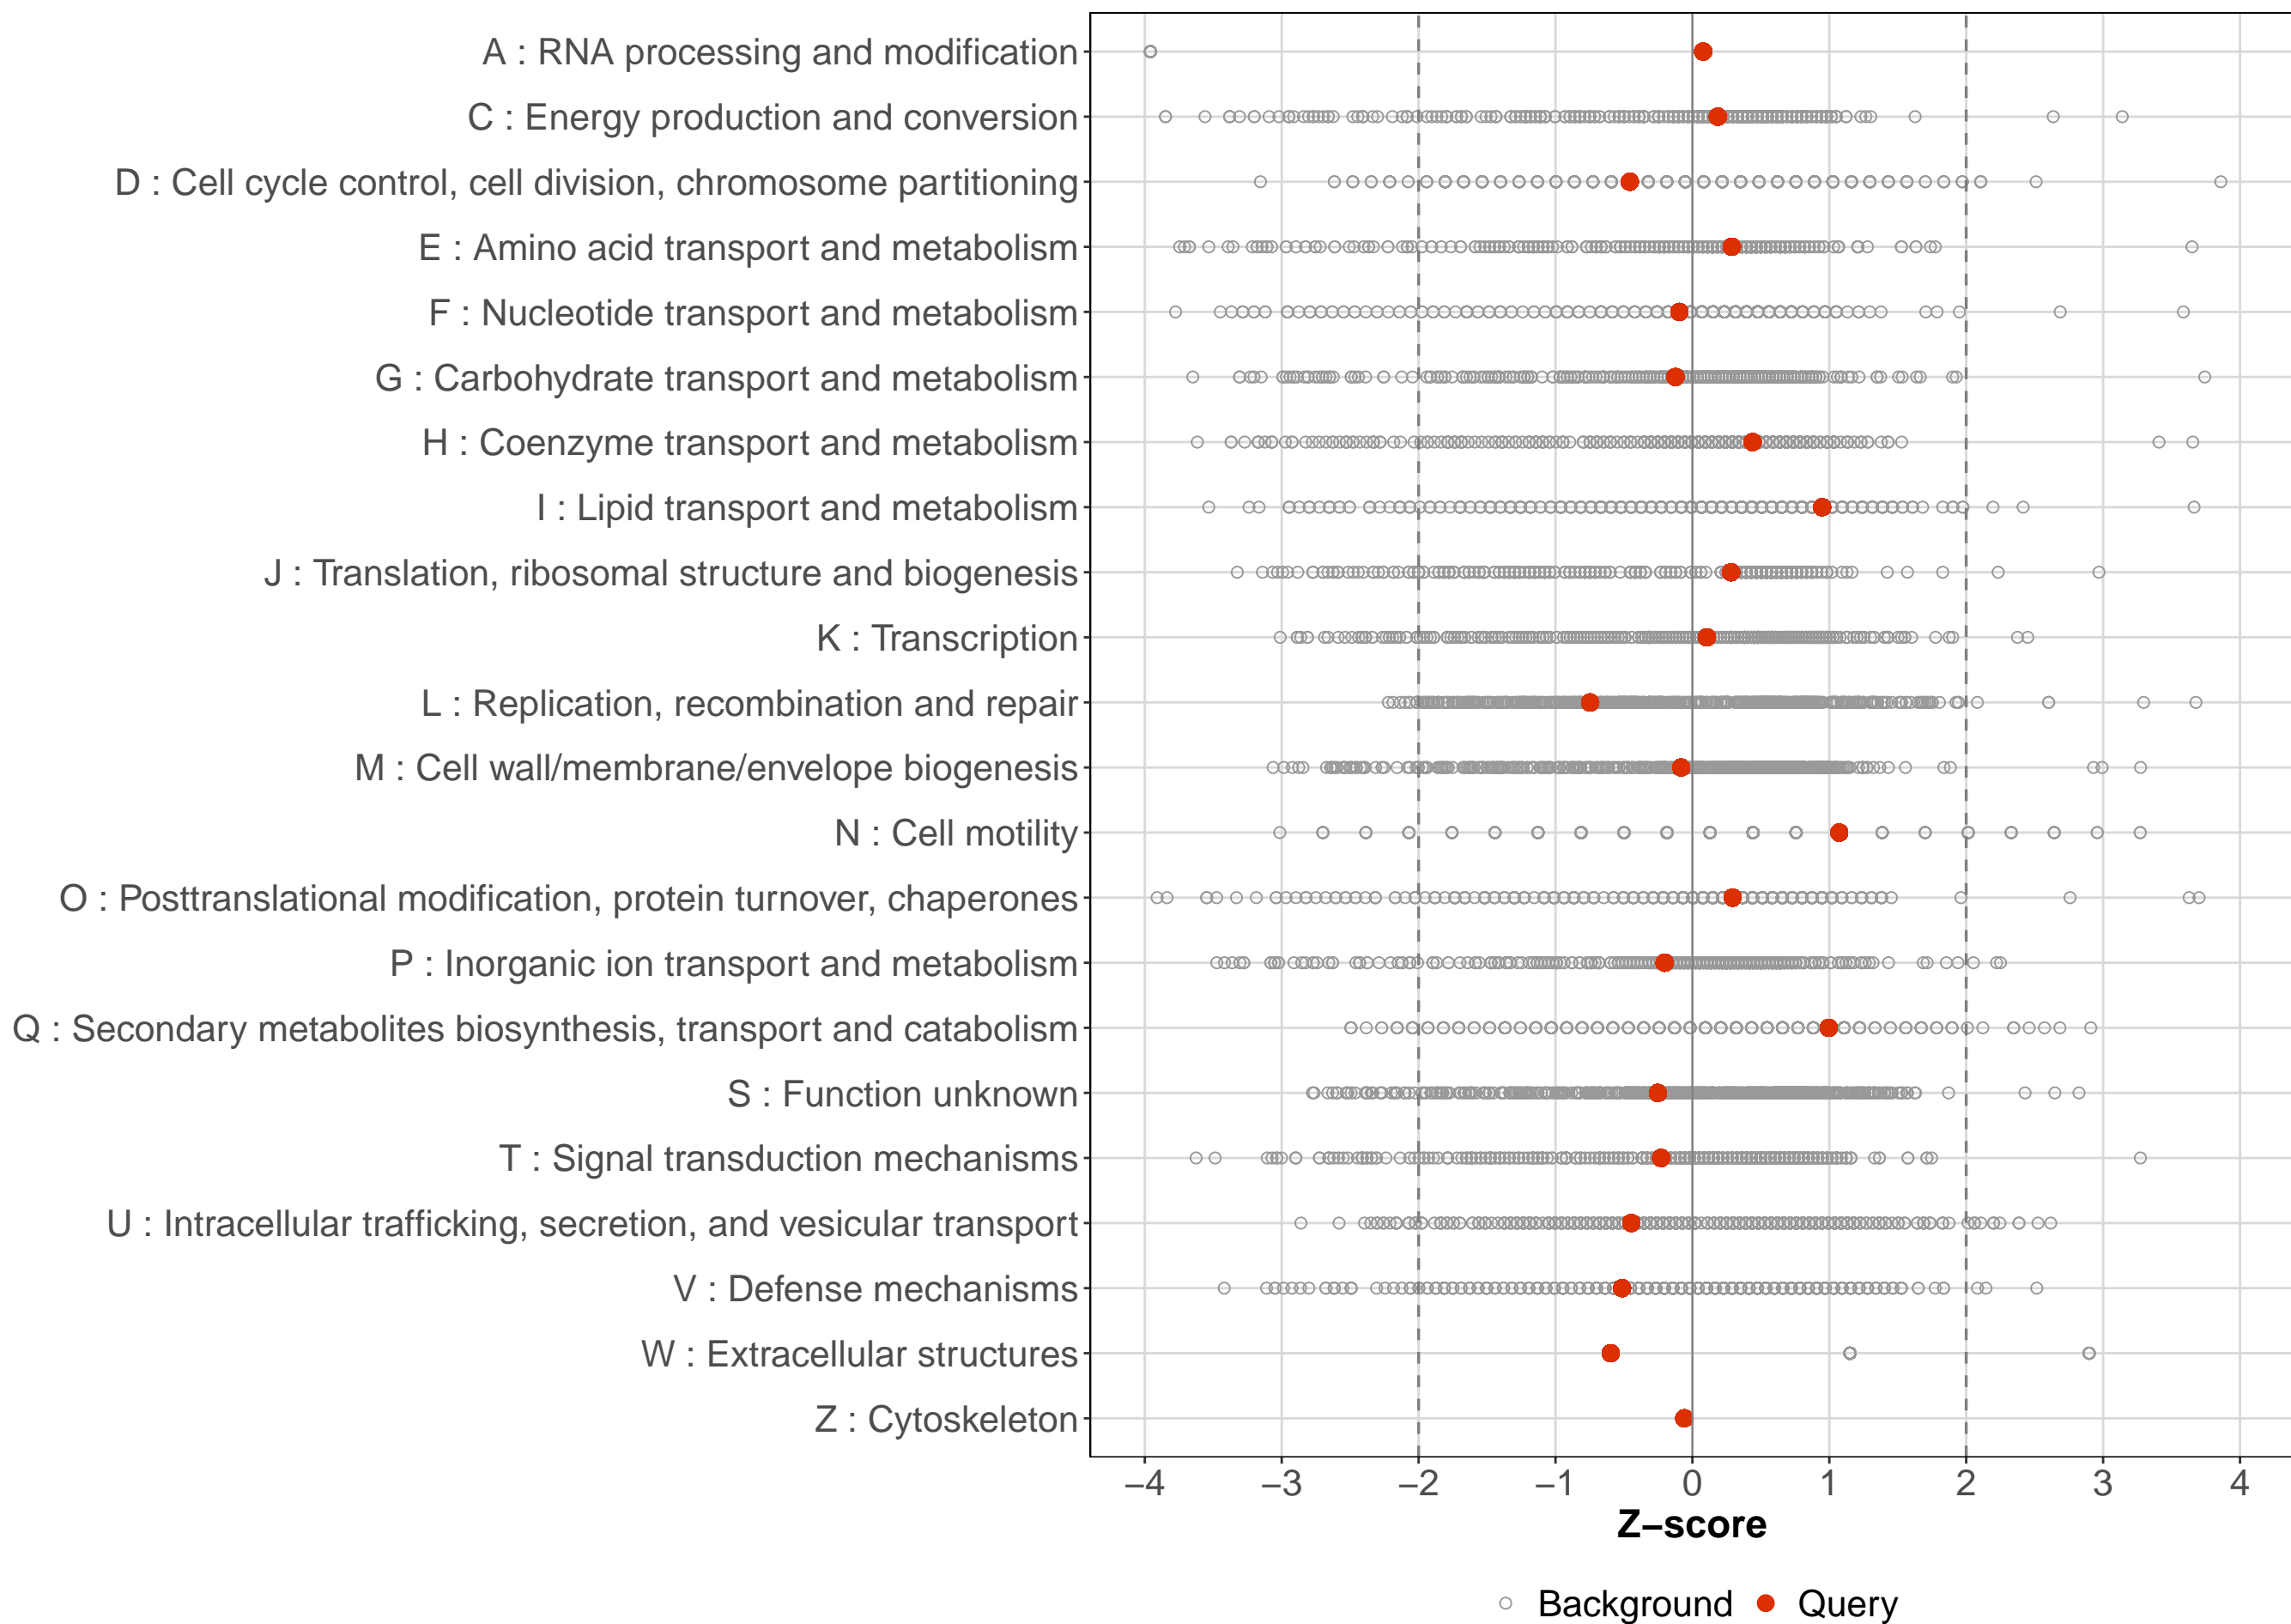 A : RNA processing and modification
C : Energy production and conversion
D : Cell cycle control, cell division, chromosome partitioning
E : Amino acid transport and metabolism
F : Nucleotide transport and metabolism
G : Carbohydrate transport and metabolism
H : Coenzyme transport and metabolism
I : Lipid transport and metabolism
J : Translation, ribosomal structure and biogenesis
K : Transcription
L : Replication, recombination and repair
M : Cell wall/membrane/envelope biogenesis
N : Cell motility
O : Posttranslational modification, protein turnover, chaperones
P : Inorganic ion transport and metabolism
Q : Secondary metabolites biosynthesis, transport and catabolism
S : Function unknown
T : Signal transduction mechanisms
U : Intracellular trafficking, secretion, and vesicular transport
V : Defense mechanisms
W : Extracellular structures
Z : Cytoskeleton
−4 −3 −2 −1 0 1 2 3 4
Z−score
Background Query